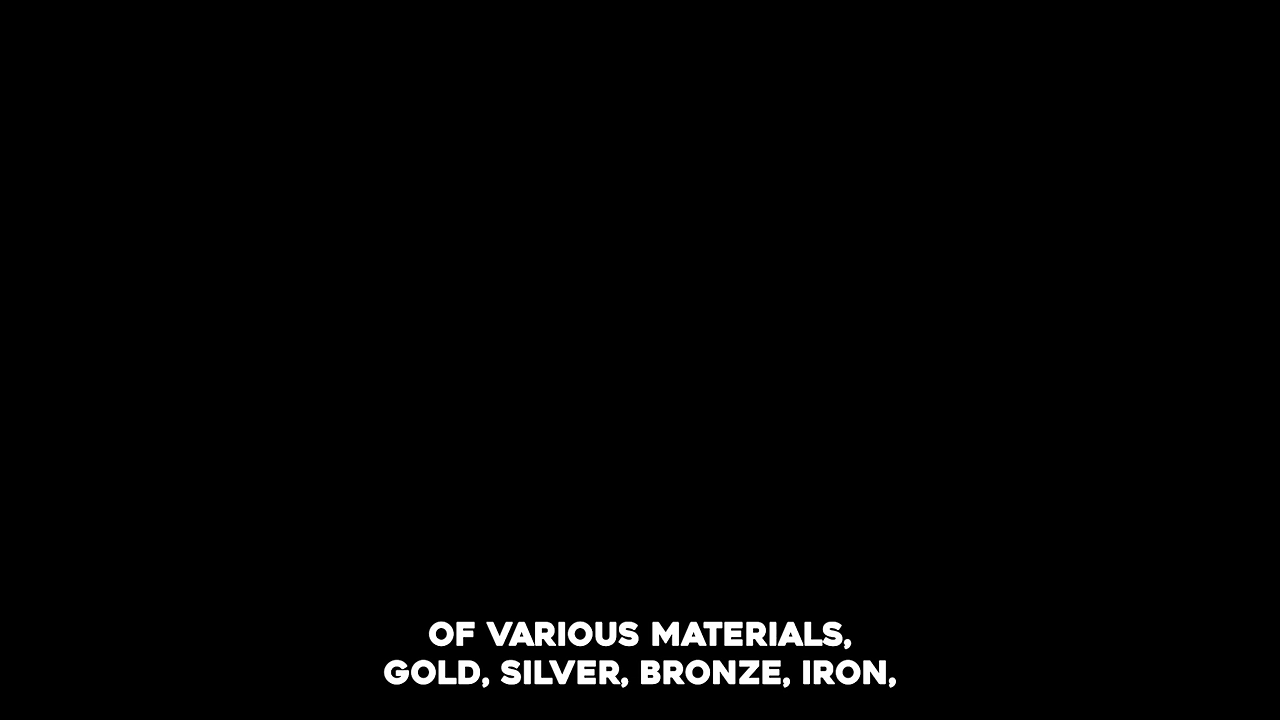 OF VARIOUS MATERIALS,
GOLD, SILVER, BRONZE, IRON,